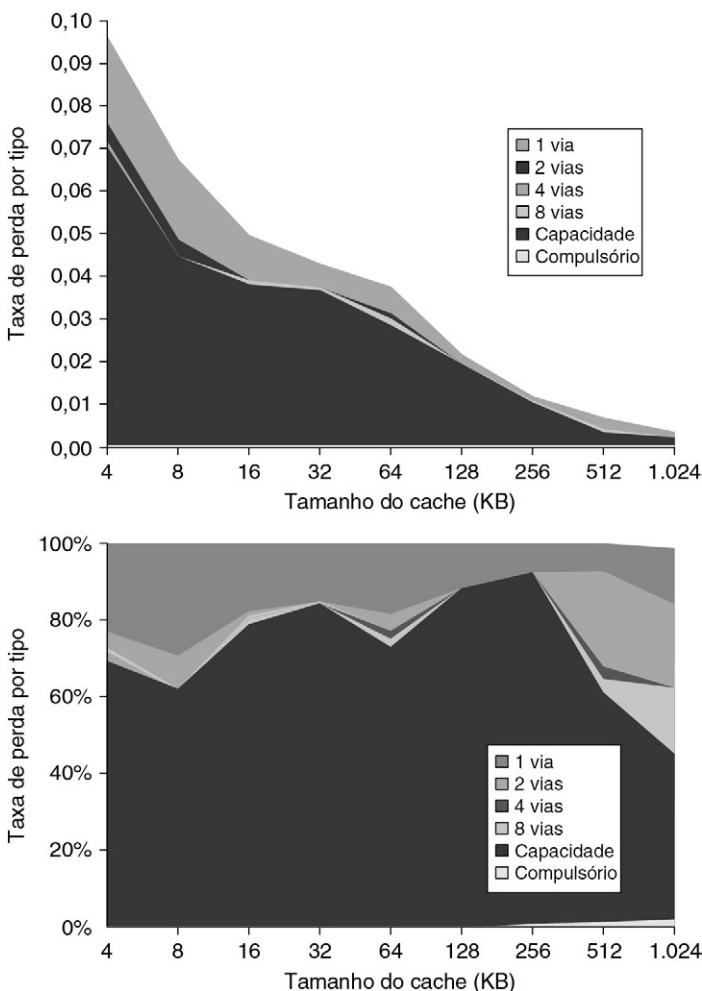 0,10
0,09
0,08
0,07
0,06
0,05
0,04
0,03
0,02
0,01
0,00
Taxa de perda por tipo
1 via
2 vias
4 vias
8 vias
Capacidade
Compulsório
4 8 16 32 64 128 256 512 1.024
Tamanho do cache (KB)
100%
80%
60%
40%
20%
0%
Taxa de perda por tipo
1 via
2 vias
4 vias
8 vias
Capacidade
Compulsório
4 8 16 32 64 128 256 512 1.024
Tamanho do cache (KB)